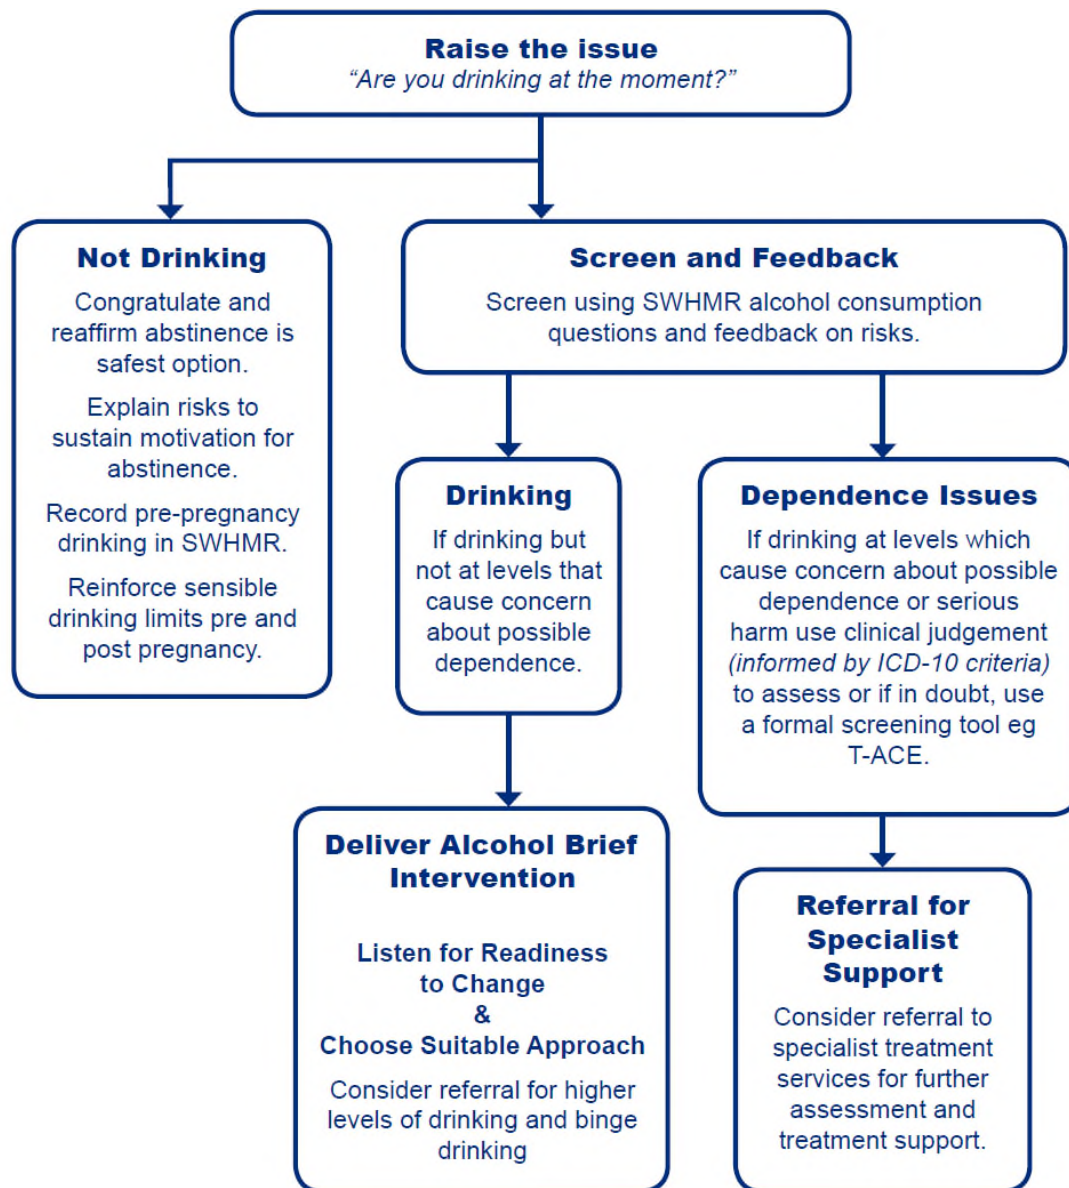 Raise the issue
“Are you drinking at the moment?”
Not Drinking
Congratulate and
reaffirm abstinence is
safest option.
Explain risks to
sustain motivation for
abstinence.
Record pre-pregnancy
drinking in SWHMR.
Reinforce sensible
drinking limits pre and
post pregnancy.
Screen and Feedback
Screen using SWHMR alcohol consumption
questions and feedback on risks.
Drinking
If drinking but
not at levels that
cause concern
about possible
dependence.
Dependence Issues
If drinking at levels which
cause concern about possible
dependence or serious
harm use clinical judgement
(informed by ICD-10 criteria)
to assess or if in doubt, use
a formal screening tool eg
T-ACE.
Deliver Alcohol Brief
Intervention
Listen for Readiness
to Change
&
Choose Suitable Approach
Consider referral for higher
levels of drinking and binge
drinking
Referral for
Specialist
Support
Consider referral to
specialist treatment
services for further
assessment and
treatment support.